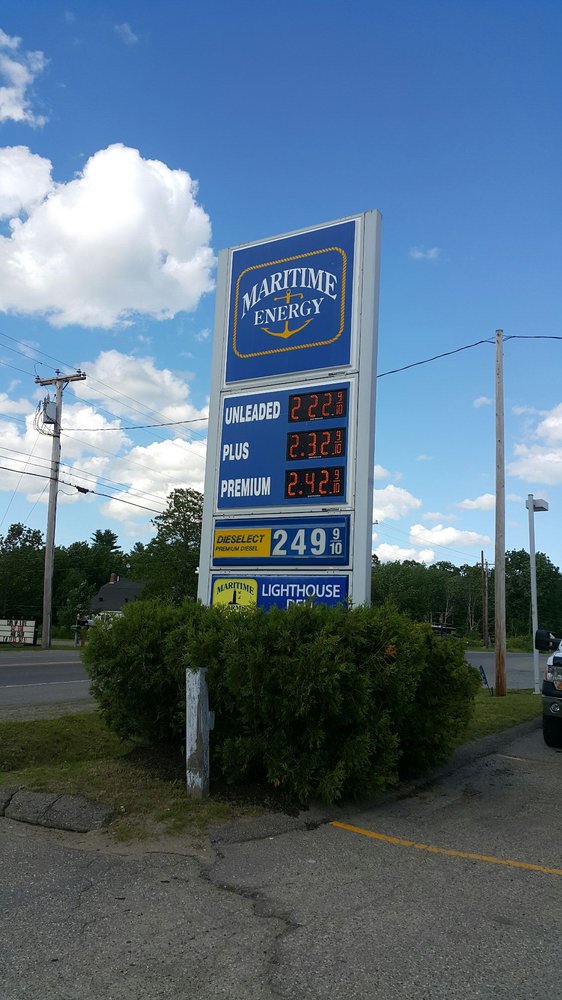 MARITIME
ENERGY
UNLEADED 2.22 9/10
PLUS 2.32 9/10
PREMIUM 2.42 9/10
DIESELECT
PREMIUM DIESEL
249 9/10
MARITIME
LIGHTHOUSE